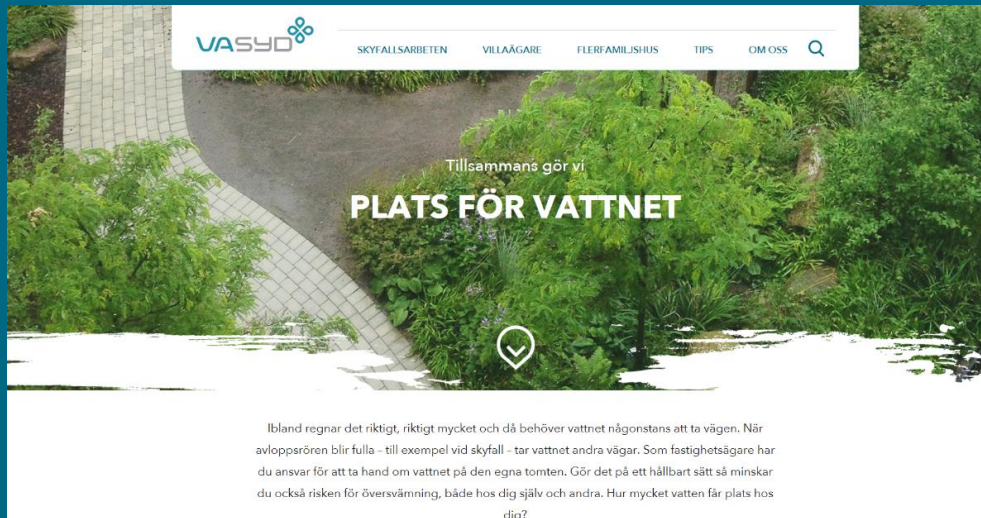 VASYD
SKYFALLSARBETEN VILLAÄGARE FLERFAMILJSHUS TIPS OM OSS
Tillsammans gör vi
PLATS FÖR VATTNET
Ibland regnar det riktigt, riktigt mycket och då behöver vattnet någonstans att ta vägen. När
avloppsrören blir fulla - till exempel vid skyfall - tar vattnet andra vägar. Som fastighetsägare har
du ansvar för att ta hand om vattnet på den egna tomten. Gör det på ett hållbart sätt så minskar
du också risken för översvämning, både hos dig själv och andra. Hur mycket vatten får plats hos
dig?